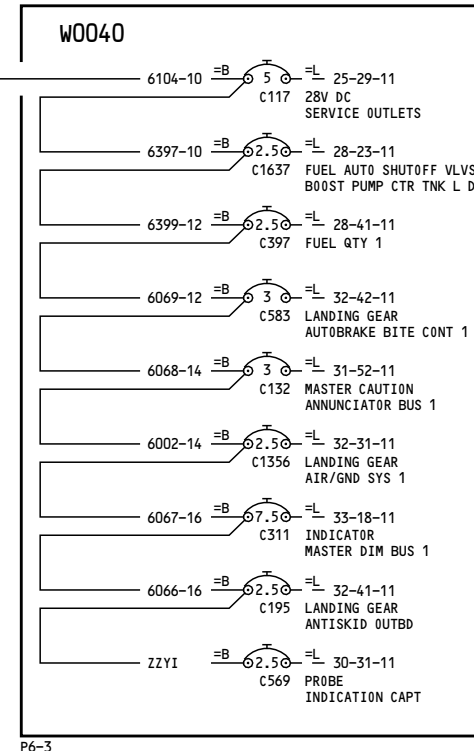 W0040
6104-10 =B 5 =L 25-29-11
C117 28V DC
SERVICE OUTLETS
6397-10 =B 2.5 =L 28-23-11
C1637 FUEL AUTO SHUTOFF VLVS
BOOST PUMP CTR TNK L D
6399-12 =B 2.5 =L 28-41-11
C397 FUEL QTY 1
6069-12 =B 3 =L 32-42-11
C583 LANDING GEAR
AUTOBRAKE BITE CONT 1
6068-14 =B 3 =L 31-52-11
C132 MASTER CAUTION
ANNUNCIATOR BUS 1
6002-14 =B 2.5 =L 32-31-11
C1356 LANDING GEAR
AIR/GND SYS 1
6067-16 =B 7.5 =L 33-18-11
C311 INDICATOR
MASTER DIM BUS 1
6066-16 =B 2.5 =L 32-41-11
C195 LANDING GEAR
ANTISKID OUTBD
ZZYI =B 2.5 =L 30-31-11
C569 PROBE
INDICATION CAPT
P6-3